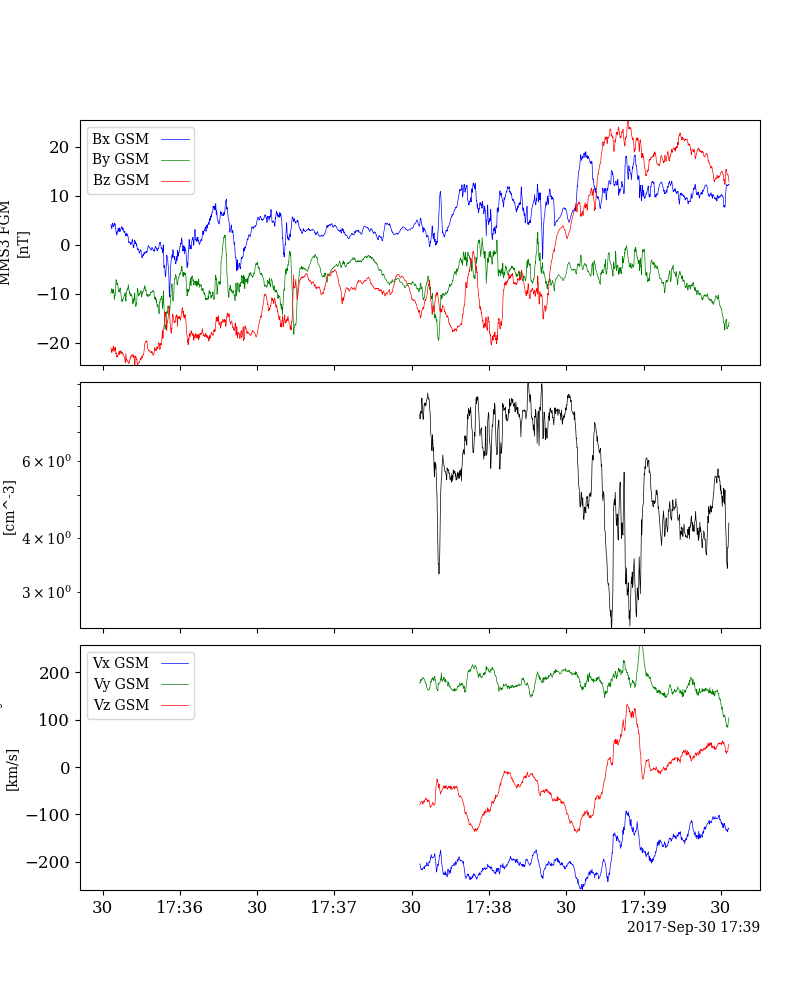 Bx GSM
By GSM
Bz GSM
20
10
0
−10
−20
MMS3 FGM
[nT]
6 × 10⁰
4 × 10⁰
3 × 10⁰
[cm^-3]
Vx GSM
Vy GSM
Vz GSM
200
100
0
−100
−200
[km/s]
30 17:36 30 17:37 30 17:38 30 17:39 30
2017-Sep-30 17:39